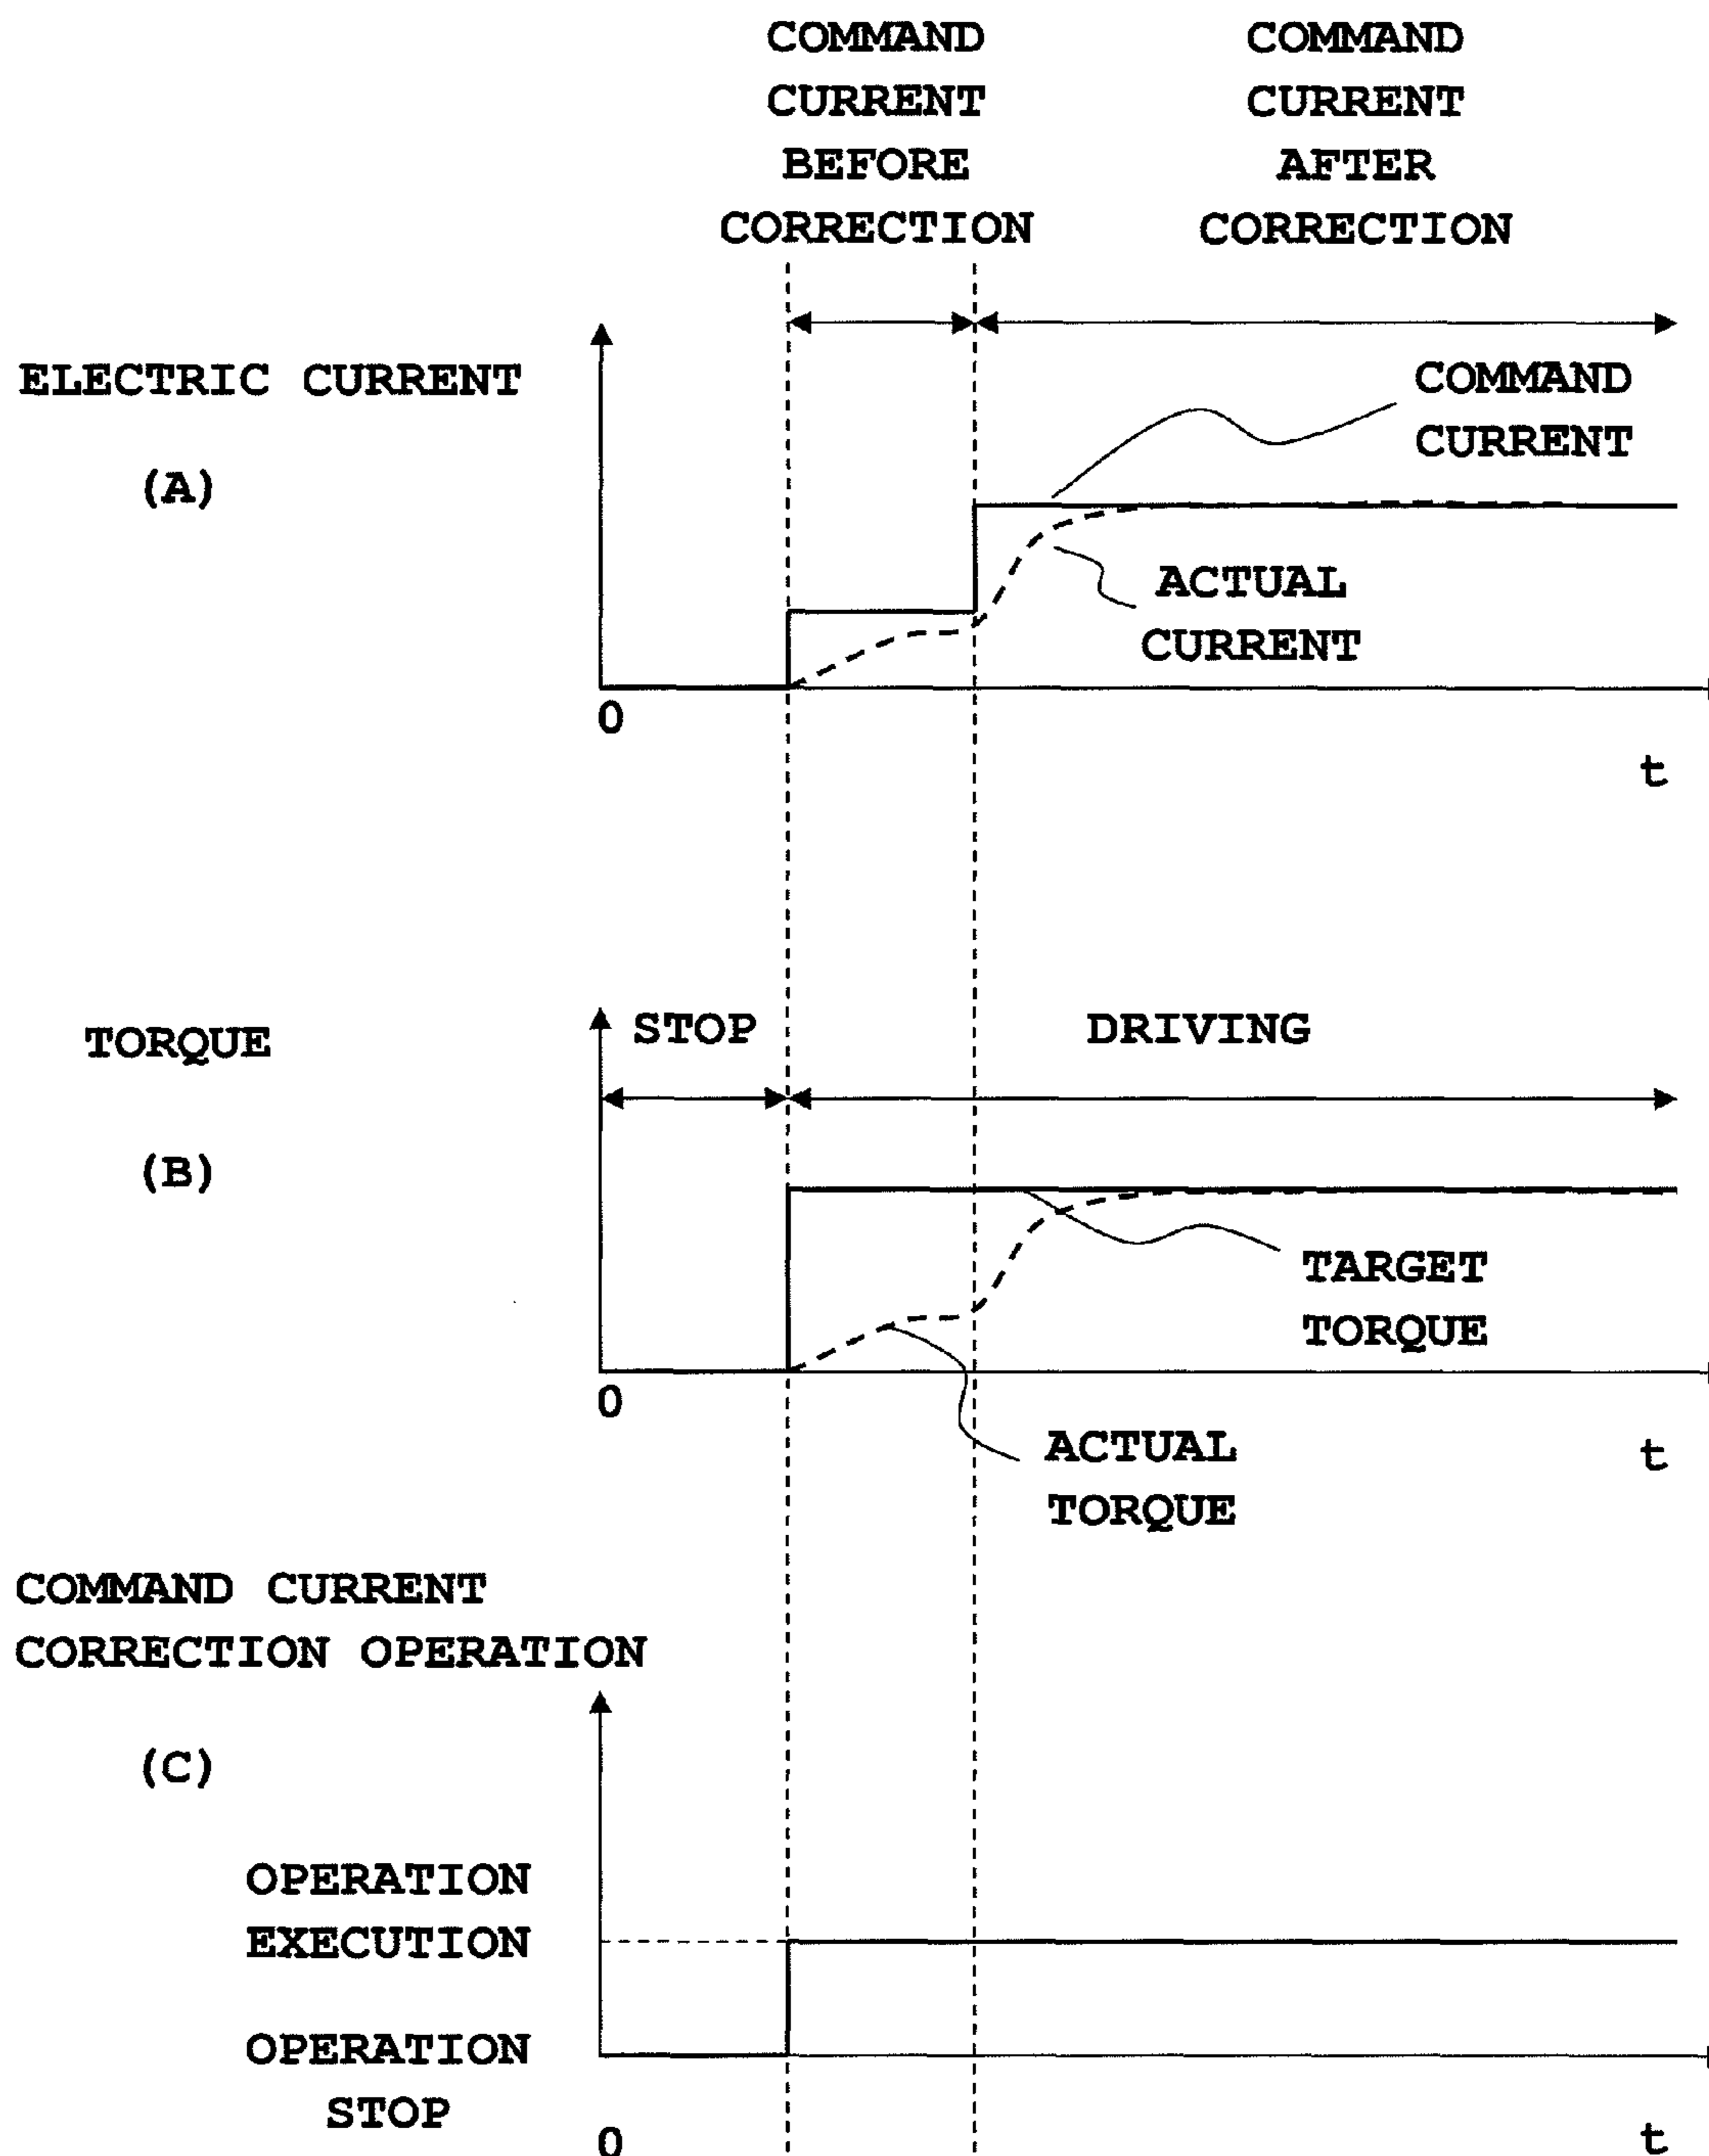 COMMAND
CURRENT
BEFORE
CORRECTION
COMMAND
CURRENT
AFTER
CORRECTION
ELECTRIC CURRENT
(A)
COMMAND
CURRENT
ACTUAL
CURRENT
0
t
TORQUE
(B)
STOP
DRIVING
TARGET
TORQUE
0
ACTUAL
TORQUE
t
COMMAND CURRENT
CORRECTION OPERATION
(C)
OPERATION
EXECUTION
OPERATION
STOP
0
t